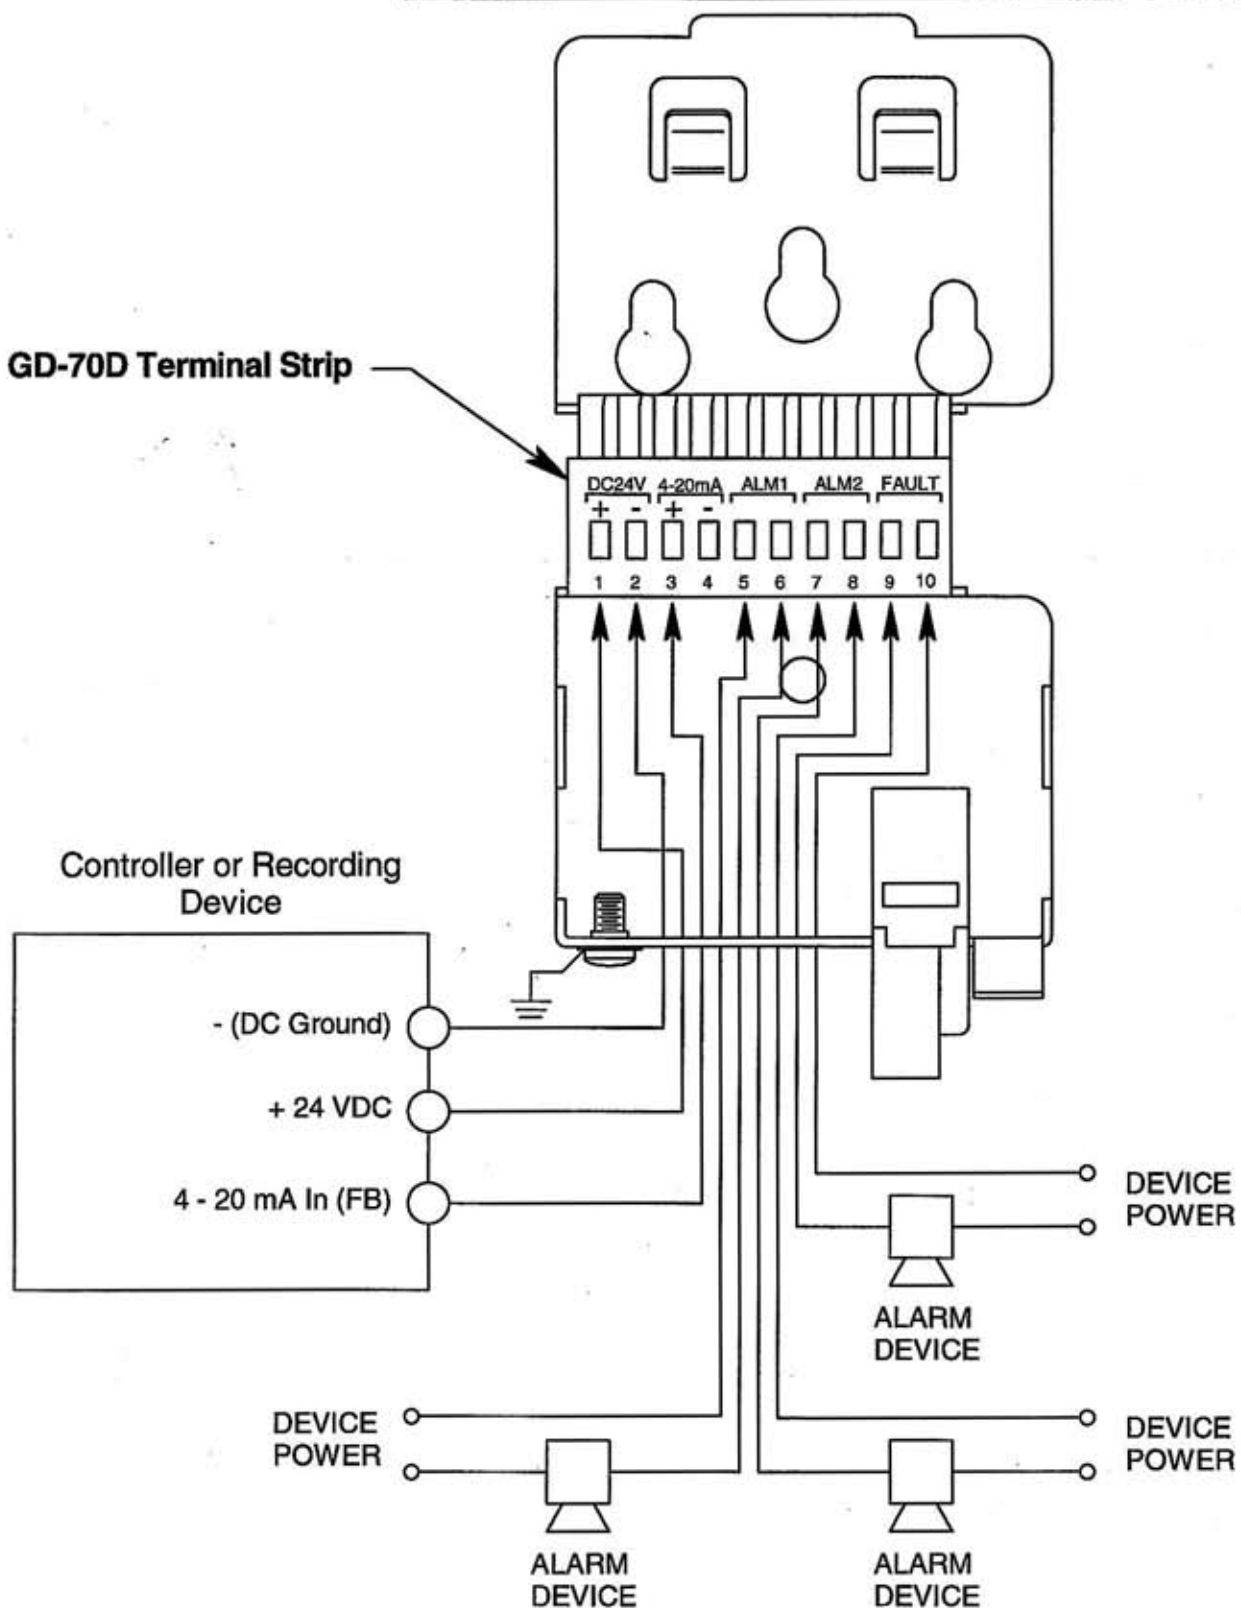 GD-70D Terminal Strip
DC24V 4-20mA ALM1 ALM2 FAULT
+ - + -
1 2 3 4 5 6 7 8 9 10
Controller or Recording
Device
- (DC Ground)
+ 24 VDC
4 - 20 mA In (FB)
DEVICE
POWER
ALARM
DEVICE
DEVICE
POWER
ALARM
DEVICE
DEVICE
POWER
ALARM
DEVICE